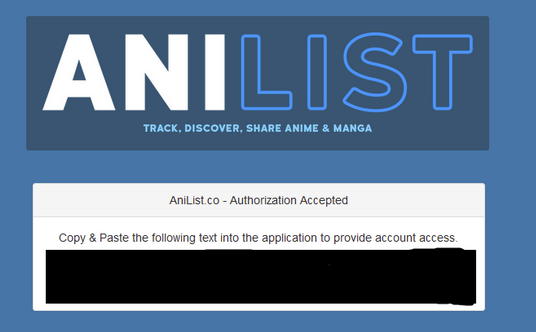 ANILIST
TRACK, DISCOVER, SHARE ANIME & MANGA
AniList.co - Authorization Accepted
Copy & Paste the following text into the application to provide account access.